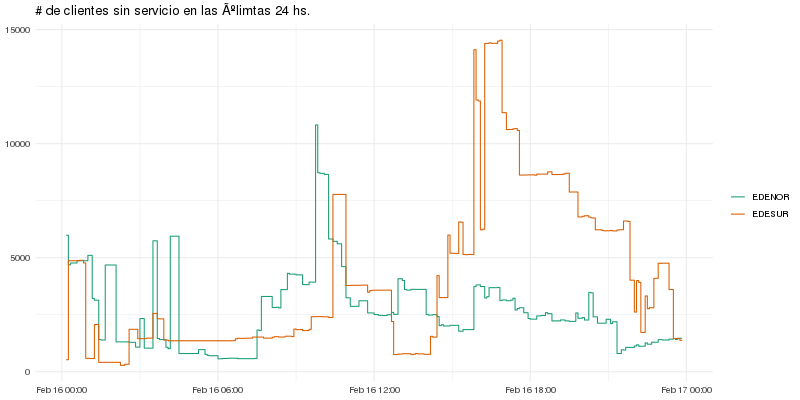 # de clientes sin servicio en las Ãºlimtas 24 hs.
15000
10000
5000
0
EDENOR
EDESUR
Feb 16 00:00
Feb 16 06:00
Feb 16 12:00
Feb 16 18:00
Feb 17 00:00